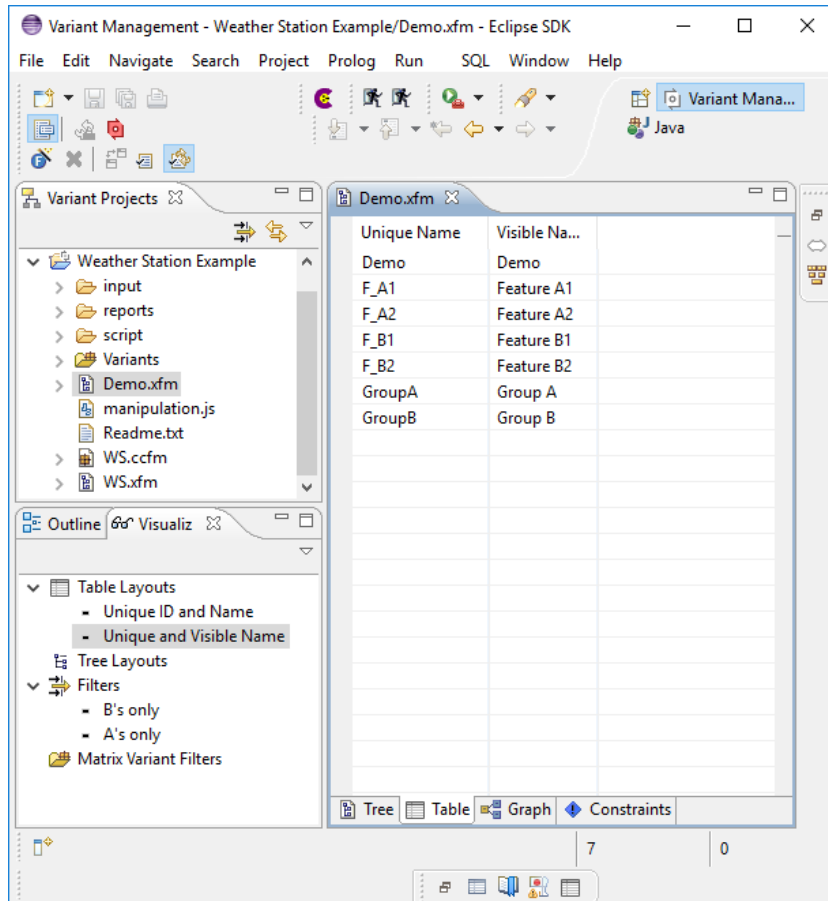 Variant Management - Weather Station Example/Demo.xfm - Eclipse SDK
File Edit Navigate Search Project Prolog Run SQL Window Help
Variant Mana...
Java
Variant Projects
Weather Station Example
input
reports
script
Variants
Demo.xfm
manipulation.js
Readme.txt
WS.ccfm
WS.xfm
Outline Visualiz
Table Layouts
Unique ID and Name
Unique and Visible Name
Tree Layouts
Filters
B's only
A's only
Matrix Variant Filters
Demo.xfm
Unique Name Visible Na...
Demo Demo
F_A1 Feature A1
F_A2 Feature A2
F_B1 Feature B1
F_B2 Feature B2
GroupA Group A
GroupB Group B
Tree Table Graph Constraints
7 0